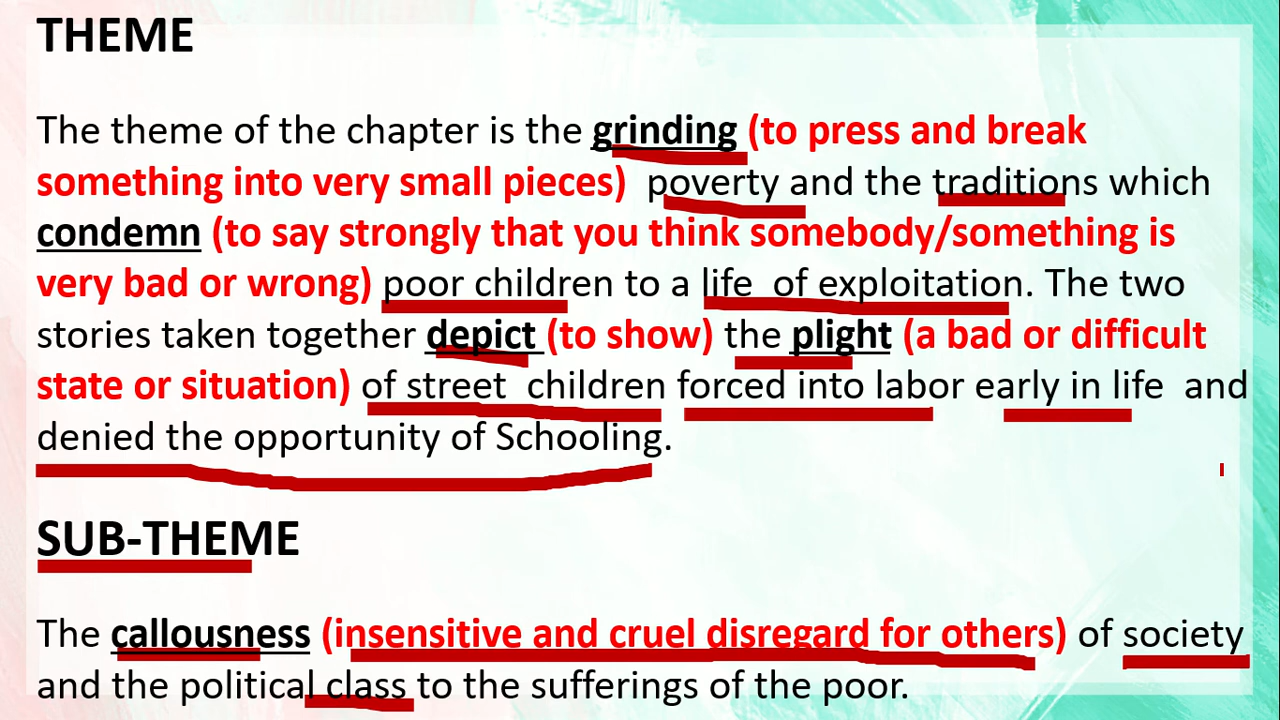 THEME
The theme of the chapter is the grinding (to press and break
something into very small pieces) poverty and the traditions which
condemn (to say strongly that you think somebody/something is
very bad or wrong) poor children to a life of exploitation. The two
stories taken together depict (to show) the plight (a bad or difficult
state or situation) of street children forced into labor early in life and
denied the opportunity of Schooling.
SUB-THEME
The callousness (insensitive and cruel disregard for others) of society
and the political class to the sufferings of the poor.